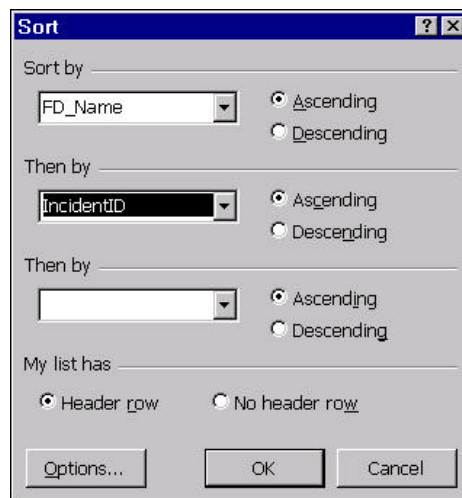 Sort ? ×
Sort by
FD_Name
Ascending
Descending
Then by
IncidentID
Ascending
Descending
Then by
Ascending
Descending
My list has
Header row
No header row
Options...
OK
Cancel